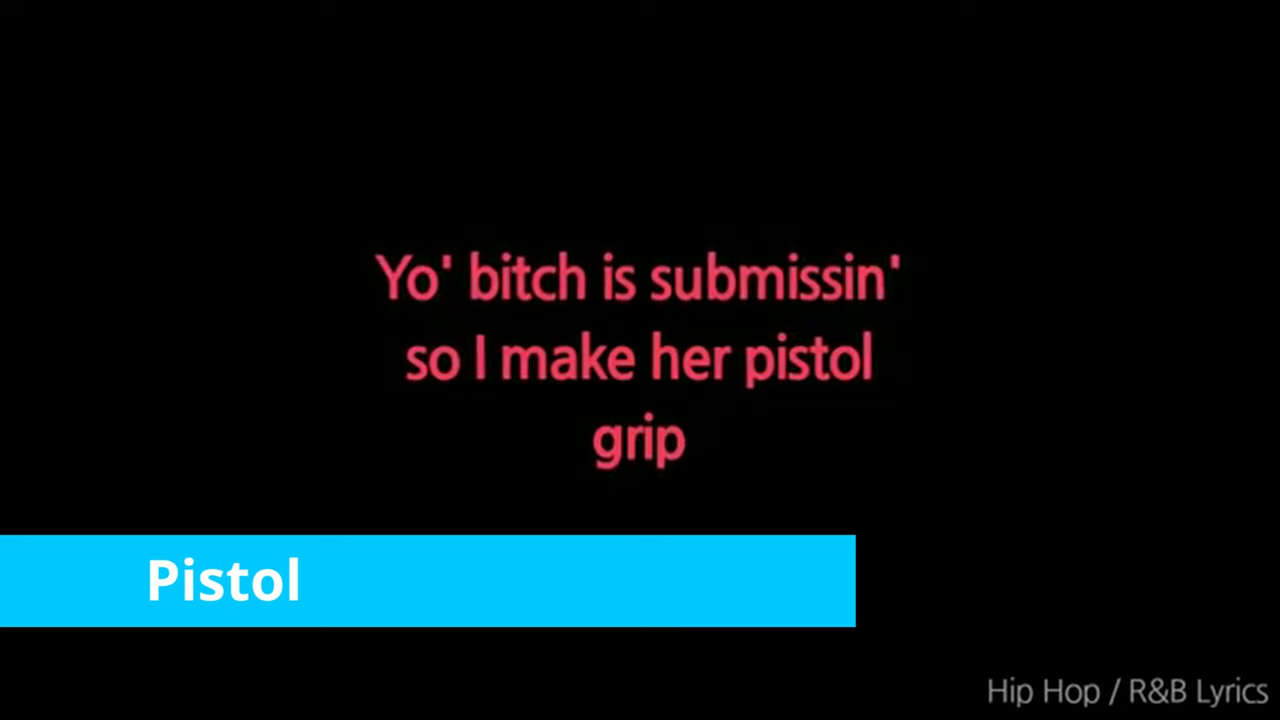 Yo' bitch is submissin'
so I make her pistol
grip
Pistol
Hip Hop / R&B Lyrics